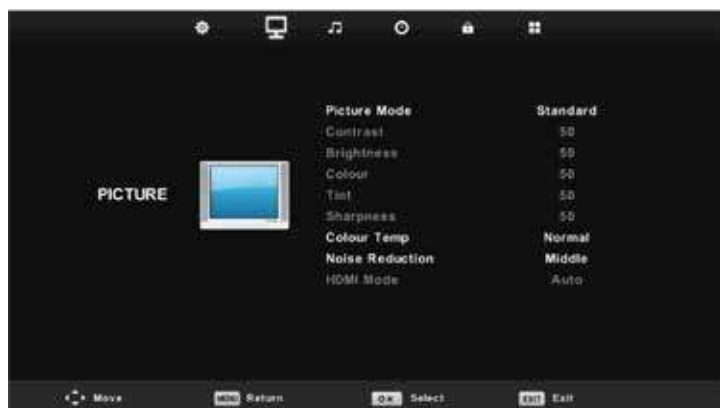 Picture Mode Standard
Contrast 50
Brightness 50
Colour 50
PICTURE
Tint 50
Sharpness 50
Colour Temp Normal
Noise Reduction Middle
HDMI Mode Auto
Move MENU Return OK Select EXIT Exit